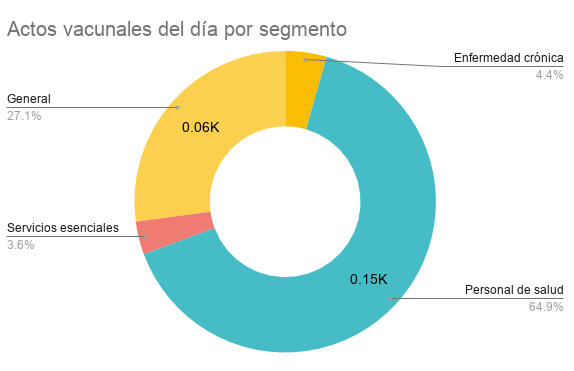 Actos vacunales del día por segmento
Enfermedad crónica
4.4%
General
27.1%
0.06K
Servicios esenciales
3.6%
0.15K
Personal de salud
64.9%